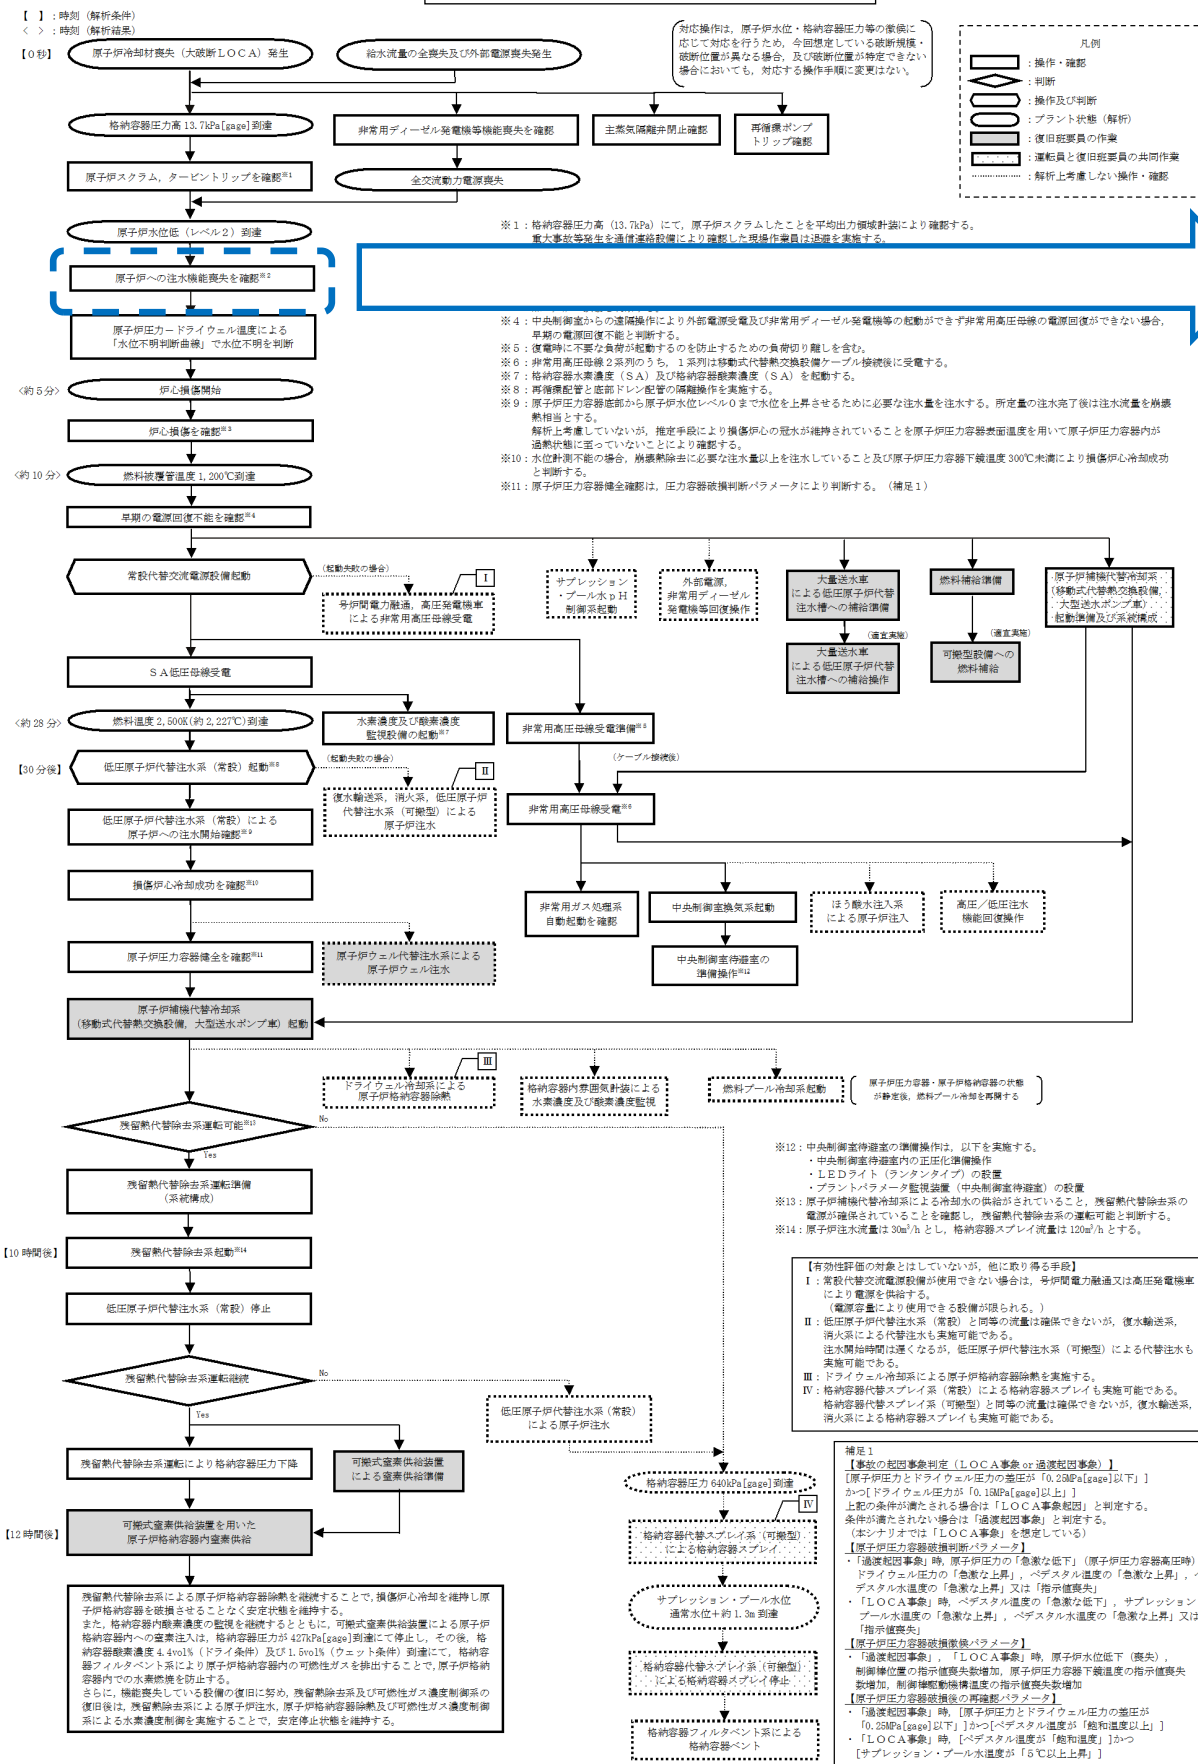 【　】：時刻（解析条件）
＜　＞：時刻（解析結果）
【0秒】
原子炉冷却材喪失（大破断ＬＯＣＡ）発生
給水流量の全喪失及び外部電源喪失発生
対応操作は，原子炉水位・格納容器圧力等の徴候に
応じて対応を行うため，今回想定している破断規模・
破断位置が異なる場合，及び破断位置が特定できない
場合においても，対応する操作手順に変更はない。
凡例
：操作・確認
：判断
：操作及び判断
：プラント状態（解析）
：復旧班要員の作業
：運転員と復旧班要員の共同作業
：解析上考慮しない操作・確認
格納容器圧力高 13.7kPa[gage]到達
非常用ディーゼル発電機等機能喪失を確認
主蒸気隔離弁閉止確認
再循環ポンプ
トリップ確認
原子炉スクラム，タービントリップを確認※1
全交流動力電源喪失
原子炉水位低（レベル２）到達
※１：格納容器圧力高（13.7kPa）にて，原子炉スクラムしたことを平均出力領域計装により確認する。
重大事故等発生を通信連絡設備により確認した現場作業員は退避を実施する。
原子炉への注水機能喪失を確認※2
原子炉圧力－ドライウェル温度による
「水位不明判断曲線」で水位不明を判断
※４：中央制御室からの遠隔操作により外部電源受電及び非常用ディーゼル発電機等の起動ができず非常用高圧母線の電源回復ができない場合，
早期の電源回復不能と判断する。
※５：復電時に不要な負荷が起動するのを防止するための負荷切り離しを含む。
※６：非常用高圧母線２系列のうち，１系列は移動式代替熱交換設備ケーブル接続後に受電する。
※７：格納容器水素濃度（ＳＡ）及び格納容器酸素濃度（ＳＡ）を起動する。
※８：再循環配管と底部ドレン配管の隔離操作を実施する。
※９：原子炉圧力容器底部から原子炉水位レベル０まで水位を上昇させるために必要な注水量を注水する。所定量の注水完了後は注水流量を崩壊
熱相当とする。
解析上考慮していないが，推定手段により損傷炉心の冠水が維持されていることを原子炉圧力容器表面温度を用いて原子炉圧力容器内が
過熱状態に至っていないことにより確認する。
※10：水位計測不能の場合，崩壊熱除去に必要な注水量以上を注水していること及び原子炉圧力容器下鏡温度 300℃未満により損傷炉心冷却成功
と判断する。
※11：原子炉圧力容器健全確認は，圧力容器破損判断パラメータにより判断する。（補足１）
＜約５分＞
炉心損傷開始
炉心損傷を確認※3
＜約 10 分＞
燃料被覆管温度 1,200℃到達
早期の電源回復不能を確認※4
常設代替交流電源設備起動
（起動失敗の場合）
Ⅰ
号炉間電力融通，高圧発電機車
による非常用高圧母線受電
サプレッション
・プール水ｐＨ
制御系起動
外部電源，
非常用ディーゼル
発電機等回復操作
大量送水車
による低圧原子炉代替
注水槽への補給準備
燃料補給準備
原子炉補機代替冷却系
（移動式代替熱交換設備，
大型送水ポンプ車）
起動準備及び系統構成
（適宜実施）
（適宜実施）
大量送水車
による低圧原子炉代替
注水槽への補給操作
可搬型設備への
燃料補給
ＳＡ低圧母線受電
＜約 28 分＞
燃料温度 2,500K(約 2,227℃)到達
水素濃度及び酸素濃度
監視設備の起動※7
非常用高圧母線受電準備※5
【30 分後】
低圧原子炉代替注水系（常設）起動※8
（起動失敗の場合）
Ⅱ
（ケーブル接続後）
復水輸送系，消火系，低圧原子炉
代替注水系（可搬型）による
原子炉注水
非常用高圧母線受電※6
低圧原子炉代替注水系（常設）による
原子炉への注水開始確認※9
損傷炉心冷却成功を確認※10
非常用ガス処理系
自動起動を確認
中央制御室換気系起動
ほう酸水注入系
による原子炉注入
高圧／低圧注水
機能回復操作
原子炉圧力容器健全を確認※11
原子炉ウェル代替注水系による
原子炉ウェル注水
中央制御室待避室の
準備操作※12
原子炉補機代替冷却系
（移動式代替熱交換設備，大型送水ポンプ車）起動
Ⅲ
ドライウェル冷却系による
原子炉格納容器除熱
格納容器内雰囲気計装による
水素濃度及び酸素濃度監視
燃料プール冷却系起動
原子炉圧力容器・原子炉格納容器の状態
が静定後，燃料プール冷却を再開する
残留熱代替除去系運転可能※13
No
Yes
※12：中央制御室待避室の準備操作は，以下を実施する。
・中央制御室待避室内の正圧化準備操作
・ＬＥＤライト（ランタンタイプ）の設置
・プラントパラメータ監視装置（中央制御室待避室）の設置
※13：原子炉補機代替冷却系による冷却水の供給がされていること，残留熱代替除去系の
電源が確保されていることを確認し，残留熱代替除去系の運転可能と判断する。
※14：原子炉注水流量は 30m³/h とし，格納容器スプレイ流量は 120m³/h とする。
残留熱代替除去系運転準備
（系統構成）
【10 時間後】
残留熱代替除去系起動※14
低圧原子炉代替注水系（常設）停止
【有効性評価の対象とはしていないが，他に取り得る手段】
Ⅰ：常設代替交流電源設備が使用できない場合は，号炉間電力融通又は高圧発電機車
により電源を供給する。
（電源容量により使用できる設備が限られる。）
Ⅱ：低圧原子炉代替注水系（常設）と同等の流量は確保できないが，復水輸送系，
消火系による代替注水も実施可能である。
注水開始時間は遅くなるが，低圧原子炉代替注水系（可搬型）による代替注水も
実施可能である。
Ⅲ：ドライウェル冷却系による原子炉格納容器除熱を実施する。
Ⅳ：格納容器代替スプレイ系（常設）による格納容器スプレイも実施可能である。
格納容器代替スプレイ系（可搬型）と同等の流量は確保できないが，復水輸送系，
消火系による格納容器スプレイも実施可能である。
残留熱代替除去系運転継続
No
Yes
低圧原子炉代替注水系（常設）
による原子炉注水
残留熱代替除去系運転により格納容器圧力下降
可搬式窒素供給装置
による窒素供給準備
格納容器圧力 640kPa[gage]到達
Ⅳ
【12 時間後】
可搬式窒素供給装置を用いた
原子炉格納容器内窒素供給
格納容器代替スプレイ系（可搬型）
による格納容器スプレイ
サプレッション・プール水位
通常水位＋約 1.3m 到達
格納容器代替スプレイ系（可搬型）
による格納容器スプレイ停止
格納容器フィルタベント系による
格納容器ベント
残留熱代替除去系による原子炉格納容器除熱を継続することで，損傷炉心冷却を維持し原
子炉格納容器を破損させることなく安定状態を維持する。
また，格納容器内酸素濃度の監視を継続するとともに，可搬式窒素供給装置による原子炉
格納容器内への窒素注入は，格納容器圧力が 427kPa[gage]到達にて停止し，その後，格
納容器酸素濃度 4.4vol%（ドライ条件）及び 1.5vol%（ウェット条件）到達にて，格納容
器フィルタベント系により原子炉格納容器内の可燃性ガスを排出することで，原子炉格納
容器内での水素燃焼を防止する。
さらに，機能喪失している設備の復旧に努め，残留熱除去系及び可燃性ガス濃度制御系の
復旧後は，残留熱除去系による原子炉注水，原子炉格納容器除熱及び可燃性ガス濃度制御
系による水素濃度制御を実施することで，安定停止状態を維持する。
補足１
【事故の起因事象判定（ＬＯＣＡ事象 or 過渡起因事象）】
[原子炉圧力とドライウェル圧力の差圧が「0.25MPa[gage]以下」]
かつ[ドライウェル圧力が「0.15MPa[gage]以上」]
上記の条件が満たされる場合は「ＬＯＣＡ事象起因」と判定する。
条件が満たされない場合は「過渡起因事象」と判定する。
（本シナリオでは「ＬＯＣＡ事象」を想定している）
【原子炉圧力容器破損判断パラメータ】
・「過渡起因事象」時，原子炉圧力の「急激な低下」（原子炉圧力容器高圧時）
ドライウェル圧力の「急激な上昇」，ペデスタル温度の「急激な上昇」，ペ
デスタル水温度の「急激な上昇」又は「指示値喪失」
・「ＬＯＣＡ事象」時，ペデスタル温度の「急激な低下」，サプレッション
プール水温度の「急激な上昇」，ペデスタル水温度の「急激な上昇」又は
「指示値喪失」
【原子炉圧力容器破損徴候パラメータ】
・「過渡起因事象」，「ＬＯＣＡ事象」時，原子炉水位低下（喪失），
制御棒位置の指示値喪失数増加，原子炉圧力容器下鏡温度の指示値喪失
数増加，制御棒駆動機構温度の指示値喪失数増加
【原子炉圧力容器破損後の再確認パラメータ】
・「過渡起因事象」時，[原子炉圧力とドライウェル圧力の差圧が
「0.25MPa[gage]以下」]かつ[ペデスタル温度が「飽和温度以上」]
・「ＬＯＣＡ事象」時，[ペデスタル温度が「飽和温度」]かつ
[サプレッション・プール水温度が「５℃以上上昇」]